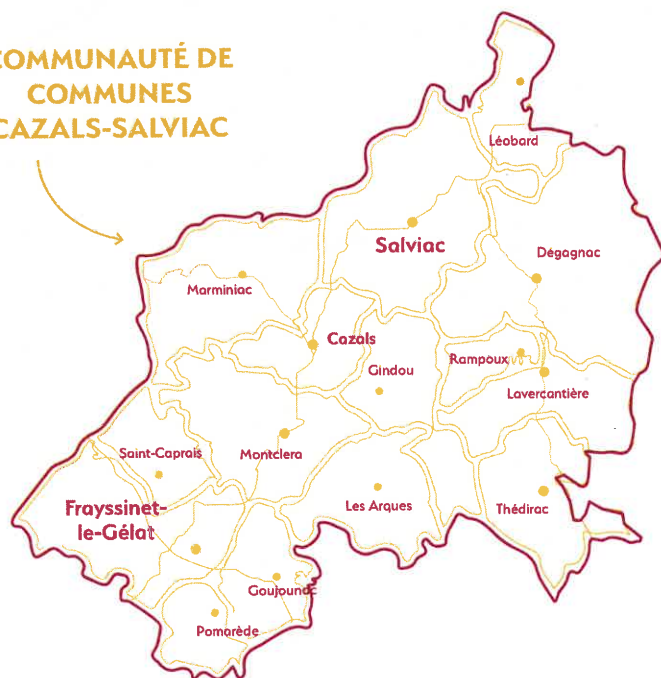 COMMUNAUTÉ DE
COMMUNES
CAZALS-SALVIAC
Léobard
Salviac
Dégagnac
Marminiac
Cazals
Rampoux
Gindou
Lavercantière
Saint-Caprais
Montclera
Les Arques
Thédirac
Frayssinet-
le-Gélat
Goujounac
Pomarède